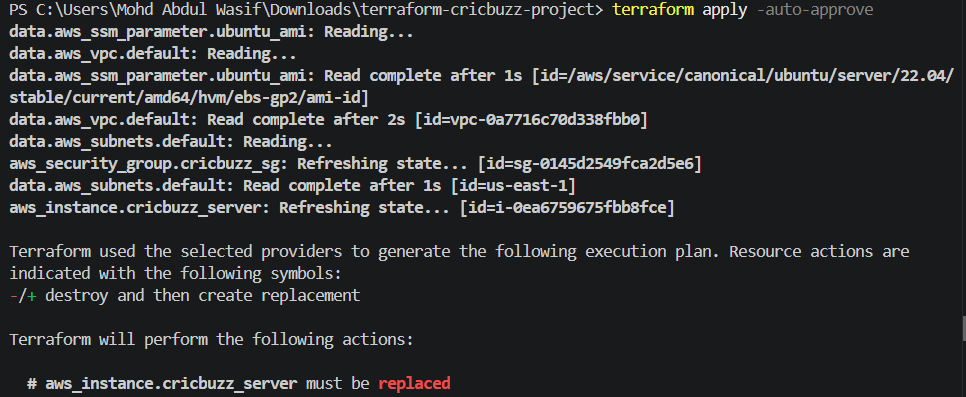 PS C:\Users\Mohd Abdul Wasif\Downloads\terraform-cricbuzz-project> terraform apply -auto-approve
data.aws_ssm_parameter.ubuntu_ami: Reading...
data.aws_vpc.default: Reading...
data.aws_ssm_parameter.ubuntu_ami: Read complete after 1s [id=/aws/service/canonical/ubuntu/server/22.04/
stable/current/amd64/hvm/ebs-gp2/ami-id]
data.aws_vpc.default: Read complete after 2s [id=vpc-0a7716c70d338fbb0]
data.aws_subnets.default: Reading...
aws_security_group.cricbuzz_sg: Refreshing state... [id=sg-0145d2549fca2d5e6]
data.aws_subnets.default: Read complete after 1s [id=us-east-1]
aws_instance.cricbuzz_server: Refreshing state... [id=i-0ea6759675fbb8fce]

Terraform used the selected providers to generate the following execution plan. Resource actions are
indicated with the following symbols:
-/+ destroy and then create replacement

Terraform will perform the following actions:

  # aws_instance.cricbuzz_server must be replaced